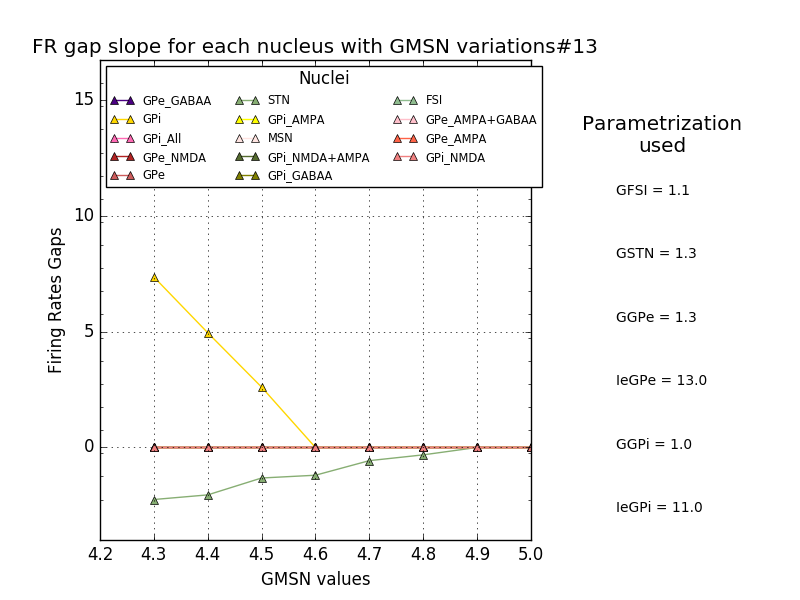 FR gap slope for each nucleus with GMSN variations#13
Nuclei
GPe_GABAA
GPi
GPi_All
GPe_NMDA
GPe
STN
GPi_AMPA
MSN
GPi_NMDA+AMPA
GPi_GABAA
FSI
GPe_AMPA+GABAA
GPe_AMPA
GPi_NMDA
15
10
5
0
Firing Rates Gaps
4.2 4.3 4.4 4.5 4.6 4.7 4.8 4.9 5.0
GMSN values
Parametrization
used
GFSI = 1.1
GSTN = 1.3
GGPe = 1.3
IeGPe = 13.0
GGPi = 1.0
IeGPi = 11.0